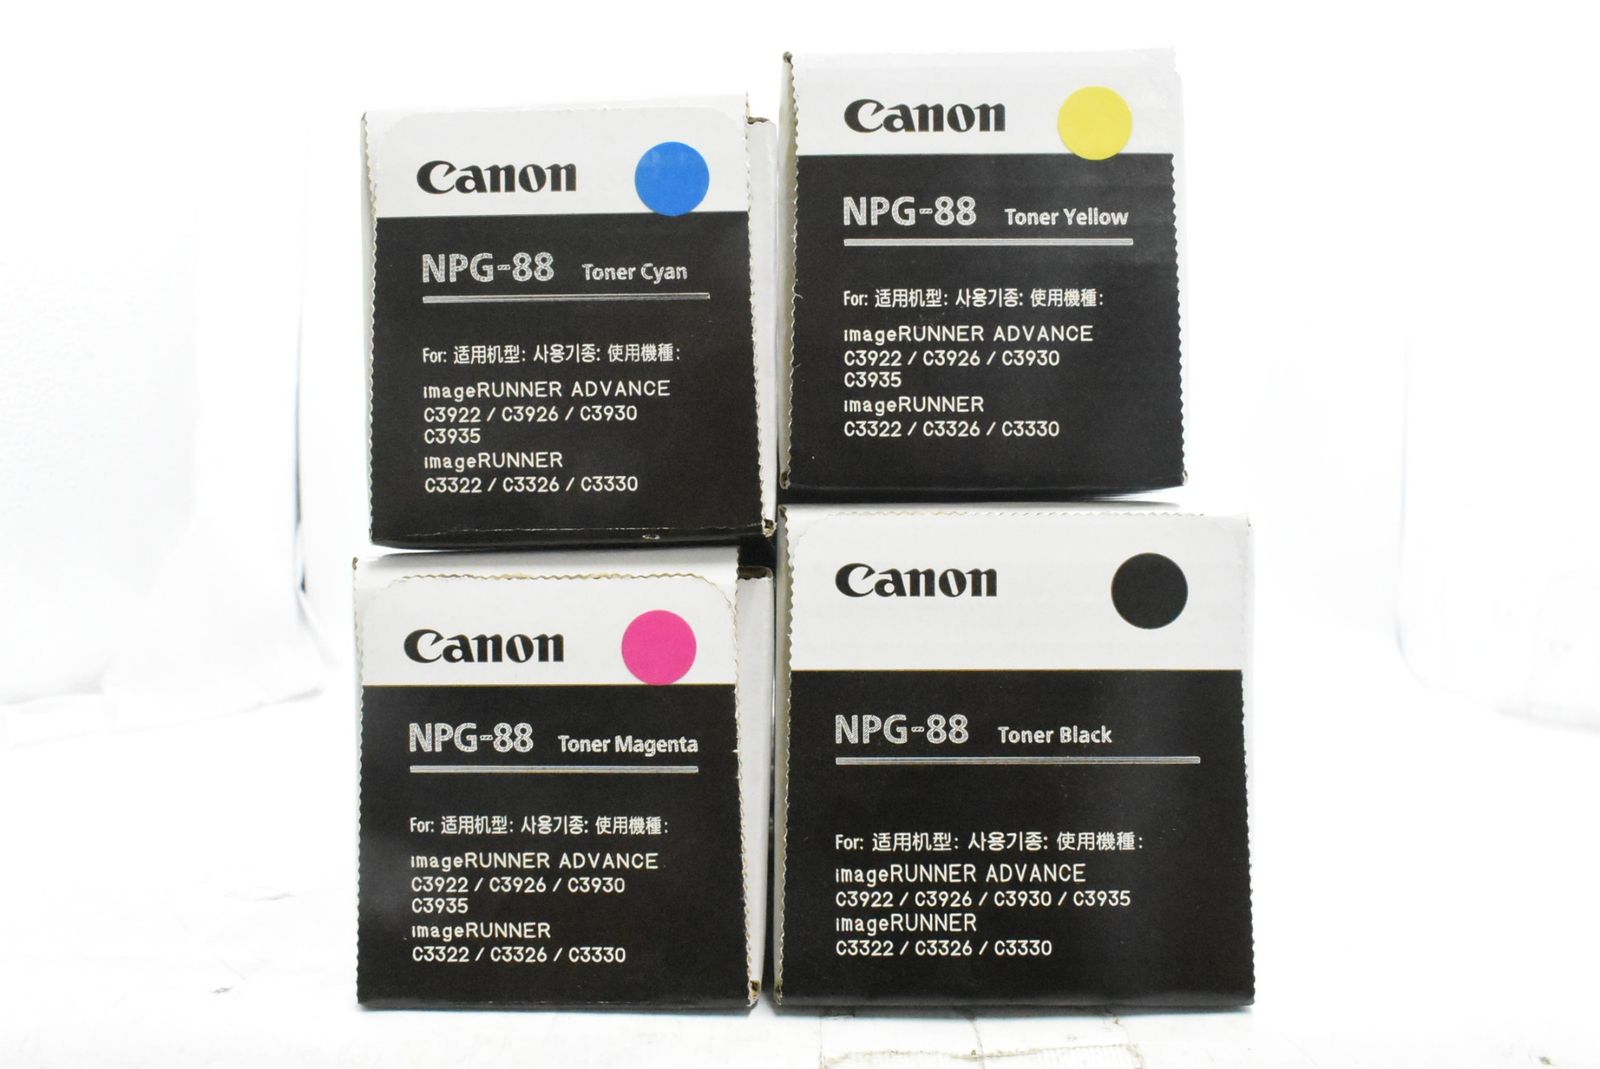 Canon
NPG-88 Toner Cyan
For: 适用机型: 사용기종: 使用機種:
imageRUNNER ADVANCE
C3922 / C3926 / C3930
C3935
imageRUNNER
C3322 / C3326 / C3330
Canon
NPG-88 Toner Yellow
For: 适用机型: 사용기종: 使用機種:
imageRUNNER ADVANCE
C3922 / C3926 / C3930
C3935
imageRUNNER
C3322 / C3326 / C3330
Canon
NPG-88 Toner Magenta
For: 适用机型: 사용기종: 使用機種:
imageRUNNER ADVANCE
C3922 / C3926 / C3930
C3935
imageRUNNER
C3322 / C3326 / C3330
Canon
NPG-88 Toner Black
For: 适用机型: 사용기종: 使用機種:
imageRUNNER ADVANCE
C3922 / C3926 / C3930 / C3935
imageRUNNER
C3322 / C3326 / C3330